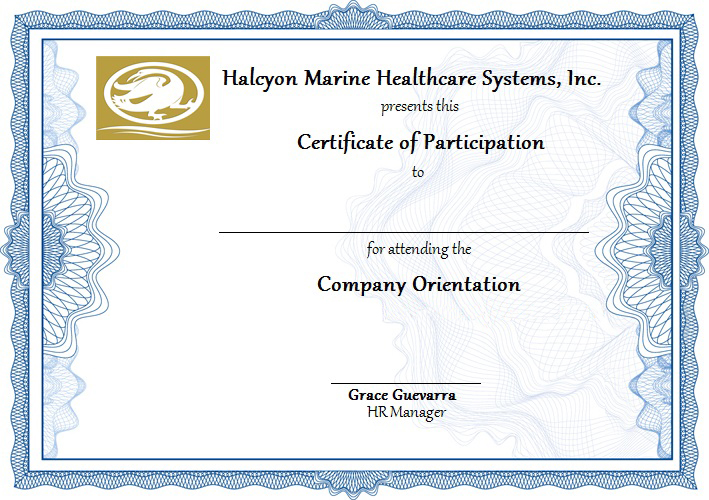 Halcyon Marine Healthcare Systems, Inc.
presents this
Certificate of Participation
to
for attending the
Company Orientation
Grace Guevarra
HR Manager